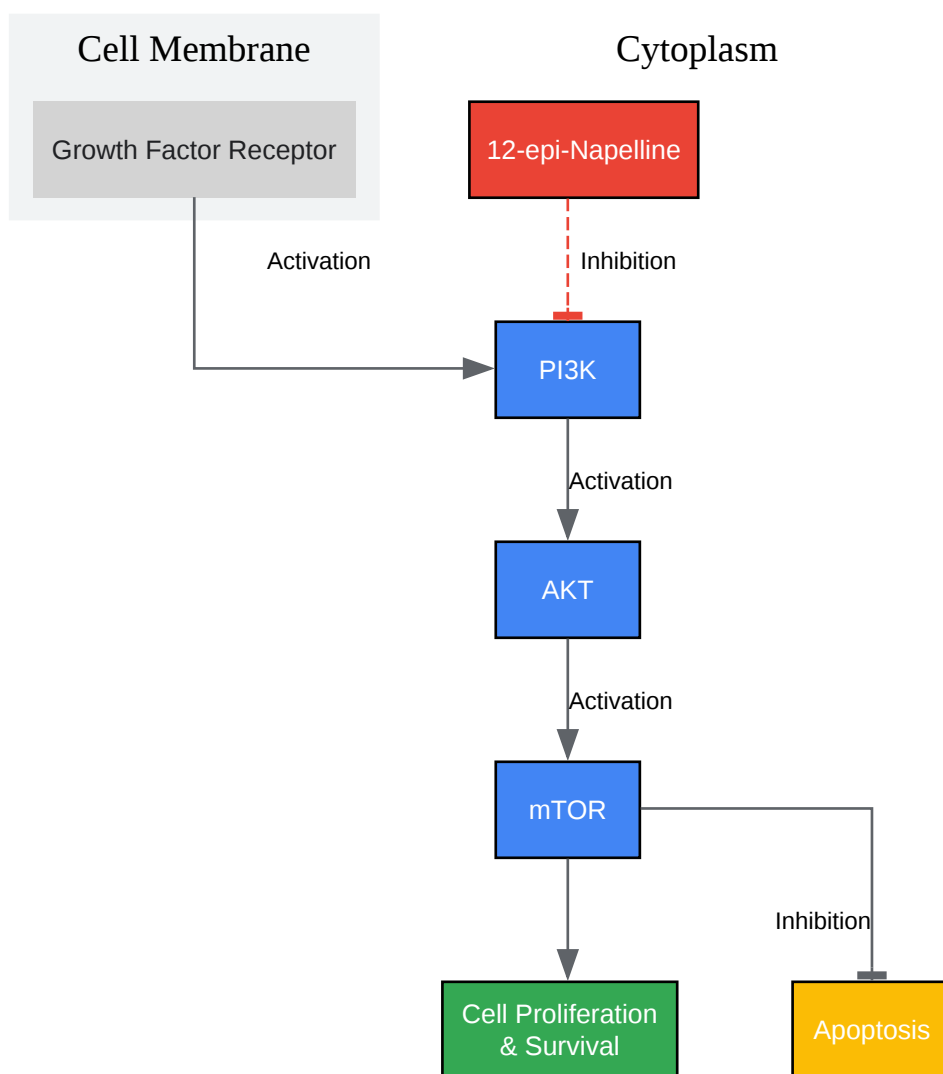 Cell Membrane
Cytoplasm
Growth Factor Receptor
12-epi-Napelline
Activation
Inhibition
PI3K
Activation
AKT
Activation
mTOR
Inhibition
Cell Proliferation
& Survival
Apoptosis